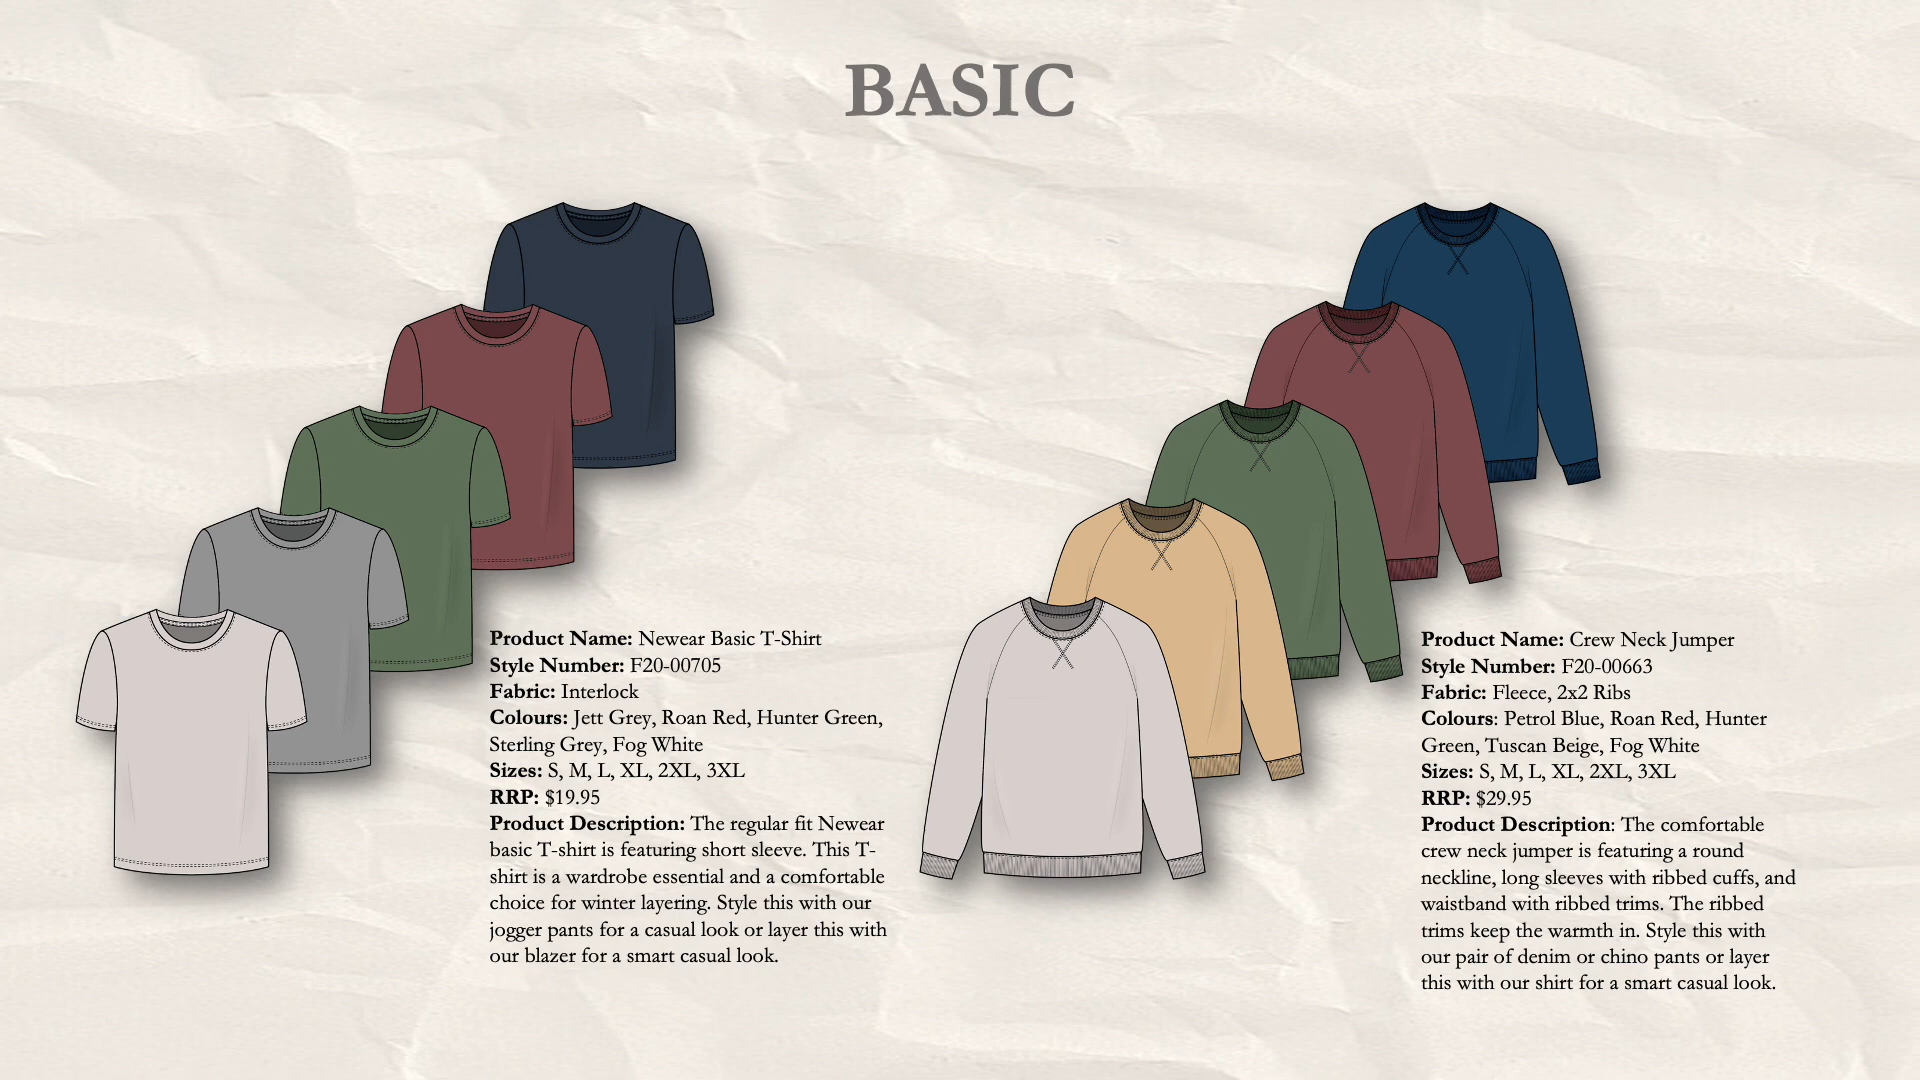 BASIC
Product Name: Newear Basic T-Shirt
Style Number: F20-00705
Fabric: Interlock
Colours: Jett Grey, Roan Red, Hunter Green,
Sterling Grey, Fog White
Sizes: S, M, L, XL, 2XL, 3XL
RRP: $19.95
Product Description: The regular fit Newear
basic T-shirt is featuring short sleeve. This T-
shirt is a wardrobe essential and a comfortable
choice for winter layering. Style this with our
jogger pants for a casual look or layer this with
our blazer for a smart casual look.
Product Name: Crew Neck Jumper
Style Number: F20-00663
Fabric: Fleece, 2x2 Ribs
Colours: Petrol Blue, Roan Red, Hunter
Green, Tuscan Beige, Fog White
Sizes: S, M, L, XL, 2XL, 3XL
RRP: $29.95
Product Description: The comfortable
crew neck jumper is featuring a round
neckline, long sleeves with ribbed cuffs, and
waistband with ribbed trims. The ribbed
trims keep the warmth in. Style this with
our pair of denim or chino pants or layer
this with our shirt for a smart casual look.